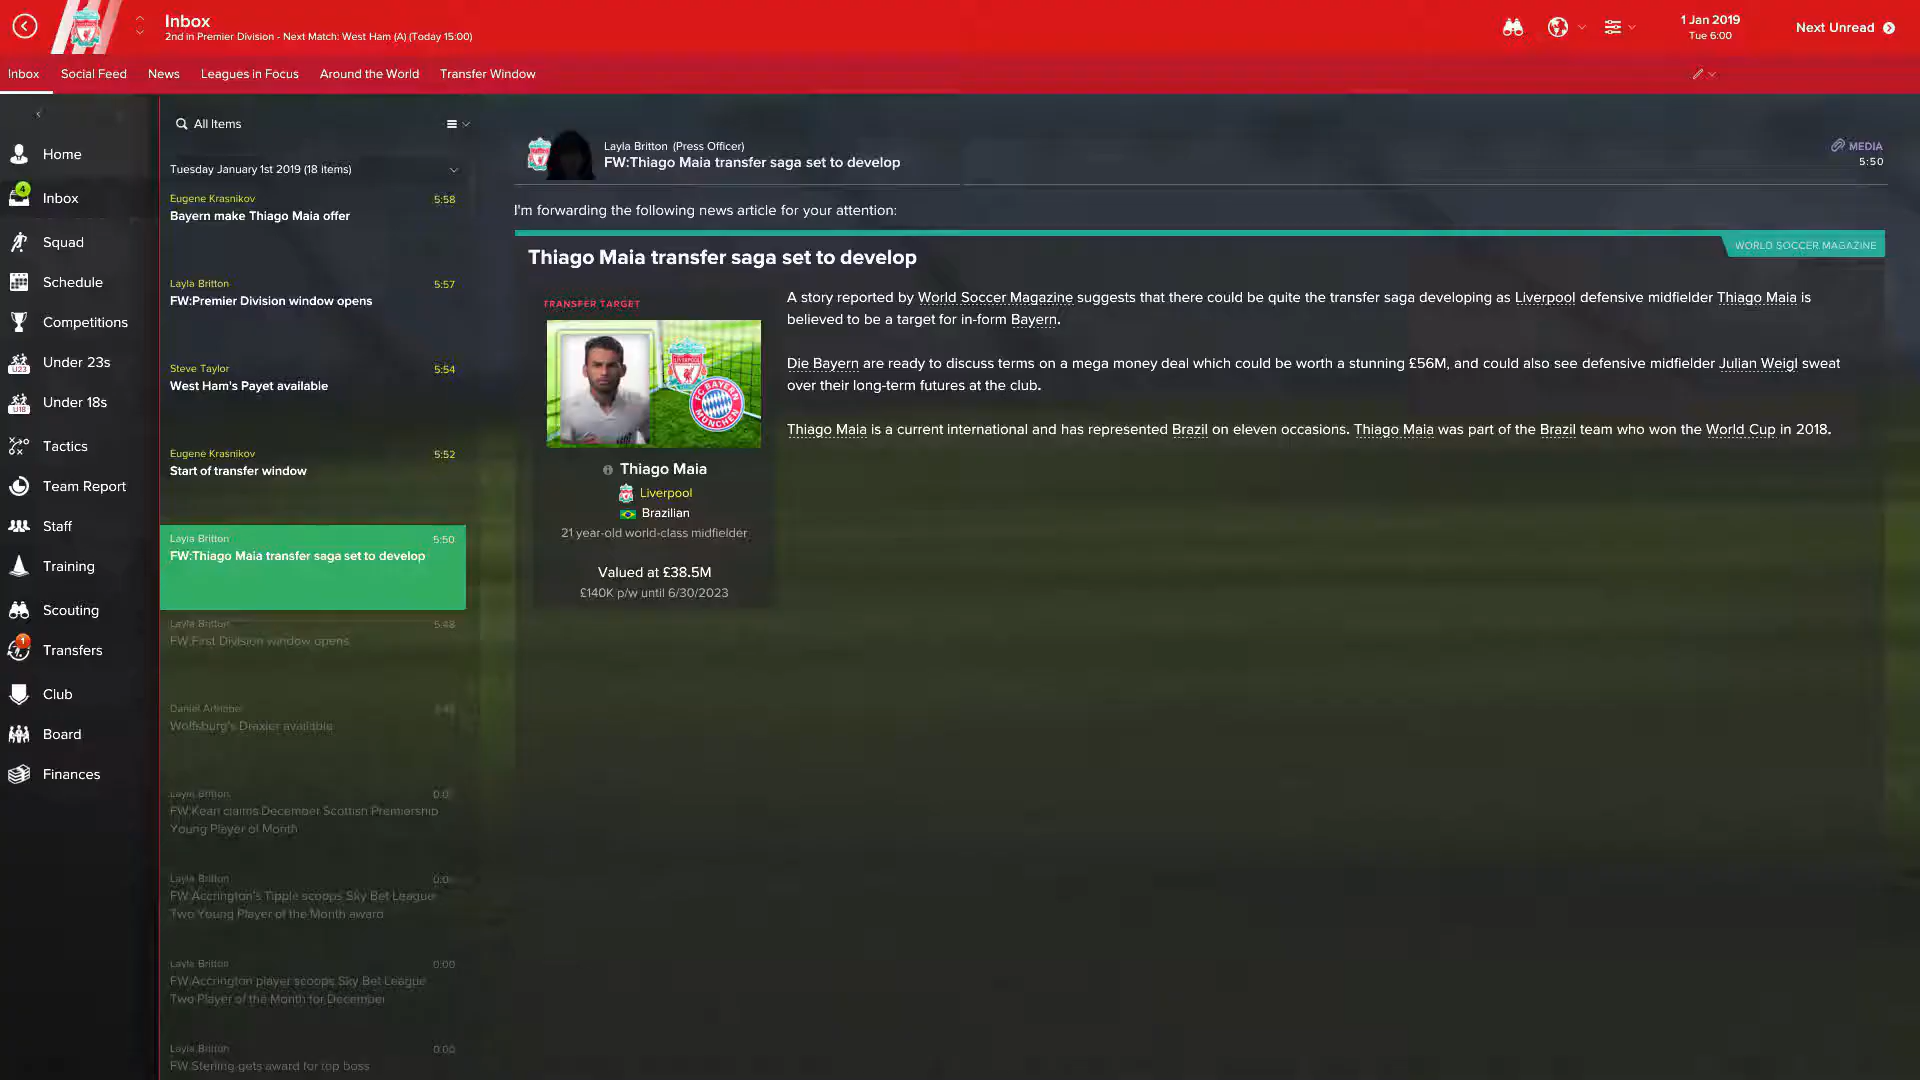 Inbox
2nd in Premier Division - Next Match: West Ham (A) (Today 15:00)
1 Jan 2019
Tue 6:00
Next Unread
Inbox
Social Feed
News
Leagues in Focus
Around the World
Transfer Window
Home
4
Inbox
Squad
Schedule
Competitions
U23
Under 23s
U18
Under 18s
Tactics
Team Report
Staff
Training
Scouting
1
Transfers
Club
Board
Finances
All Items
Tuesday January 1st 2019 (18 items)
Eugene Krasnikov 5:58
Bayern make Thiago Maia offer
Layla Britton 5:57
FW:Premier Division window opens
Steve Taylor 5:54
West Ham's Payet available
Eugene Krasnikov 5:52
Start of transfer window
Layla Britton 5:50
FW:Thiago Maia transfer saga set to develop
Layla Britton 5:48
FW:First Division window opens
Daniel
Wolfsburg's Draxler available
Layla Britton
FW:Kean claims December Scottish Premiership
Young Player of Month
Layla Britton
FW:Accrington's Tipple scoops Sky Bet League
Two Young Player of the Month award
Layla Britton 0:00
FW:Accrington player scoops Sky Bet League
Two Player of the Month for December
Layla Britton 0:00
FW:Sterling gets award for top boss
Layla Britton (Press Officer)
FW:Thiago Maia transfer saga set to develop
MEDIA
5:50
I'm forwarding the following news article for your attention:
WORLD SOCCER MAGAZINE
Thiago Maia transfer saga set to develop
TRANSFER TARGET
FC BAYERN
MÜNCHEN
Thiago Maia
Liverpool
Brazilian
21 year-old world-class midfielder
Valued at £38.5M
£140K p/w until 6/30/2023
A story reported by World Soccer Magazine suggests that there could be quite the transfer saga developing as Liverpool defensive midfielder Thiago Maia is
believed to be a target for in-form Bayern.
Die Bayern are ready to discuss terms on a mega money deal which could be worth a stunning £56M, and could also see defensive midfielder Julian Weigl sweat
over their long-term futures at the club.
Thiago Maia is a current international and has represented Brazil on eleven occasions. Thiago Maia was part of the Brazil team who won the World Cup in 2018.